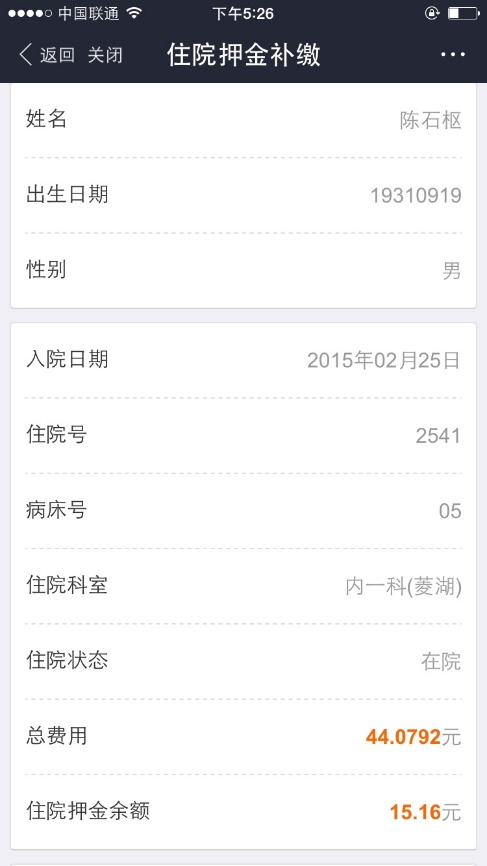 中国联通 下午5:26
返回 关闭 住院押金补缴
姓名 陈石枢
出生日期 19310919
性别 男
入院日期 2015年02月25日
住院号 2541
病床号 05
住院科室 内一科(菱湖)
住院状态 在院
总费用 44.0792元
住院押金余额 15.16元